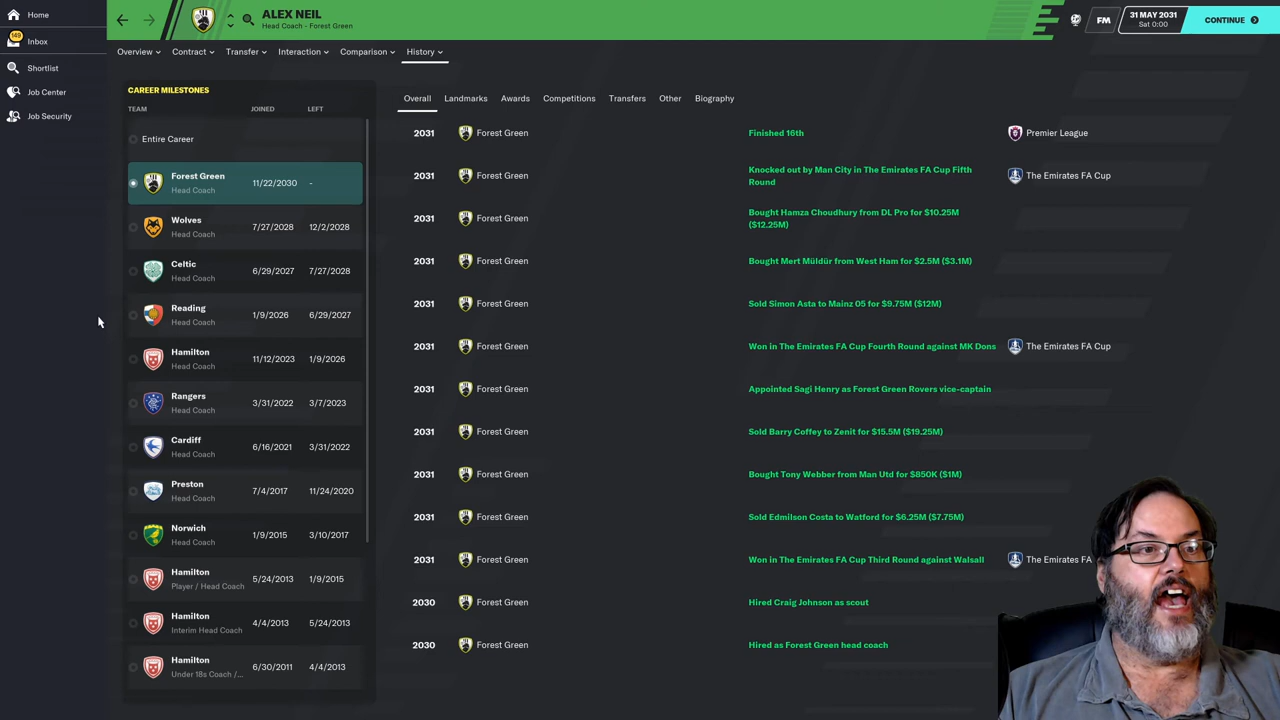 Home
Inbox
149
Shortlist
Job Center
Job Security
ALEX NEIL
Head Coach - Forest Green
FM
31 MAY 2031
Sat 0:00
CONTINUE
Overview
Contract
Transfer
Interaction
Comparison
History
CAREER MILESTONES
TEAM JOINED LEFT
Entire Career
Forest Green
Head Coach
11/22/2030 -
Wolves
Head Coach
7/27/2028 12/2/2028
Celtic
Head Coach
6/29/2027 7/27/2028
Reading
Head Coach
1/9/2026 6/29/2027
Hamilton
Head Coach
11/12/2023 1/9/2026
Rangers
Head Coach
3/31/2022 3/7/2023
Cardiff
Head Coach
6/16/2021 3/31/2022
Preston
Head Coach
7/4/2017 11/24/2020
Norwich
Head Coach
1/9/2015 3/10/2017
Hamilton
Player / Head Coach
5/24/2013 1/9/2015
Hamilton
Interim Head Coach
4/4/2013 5/24/2013
Hamilton
Under 18s Coach /...
6/30/2011 4/4/2013
Overall Landmarks Awards Competitions Transfers Other Biography
2031 Forest Green Finished 16th Premier League
2031 Forest Green Knocked out by Man City in The Emirates FA Cup Fifth
Round
The Emirates FA Cup
2031 Forest Green Bought Hamza Choudhury from DL Pro for $10.25M
($12.25M)
2031 Forest Green Bought Mert Müldür from West Ham for $2.5M ($3.1M)
2031 Forest Green Sold Simon Asta to Mainz 05 for $9.75M ($12M)
2031 Forest Green Won in The Emirates FA Cup Fourth Round against MK Dons The Emirates FA Cup
2031 Forest Green Appointed Sagi Henry as Forest Green Rovers vice-captain
2031 Forest Green Sold Barry Coffey to Zenit for $15.5M ($19.25M)
2031 Forest Green Bought Tony Webber from Man Utd for $850K ($1M)
2031 Forest Green Sold Edmilson Costa to Watford for $6.25M ($7.75M)
2031 Forest Green Won in The Emirates FA Cup Third Round against Walsall The Emirates FA
2030 Forest Green Hired Craig Johnson as scout
2030 Forest Green Hired as Forest Green head coach